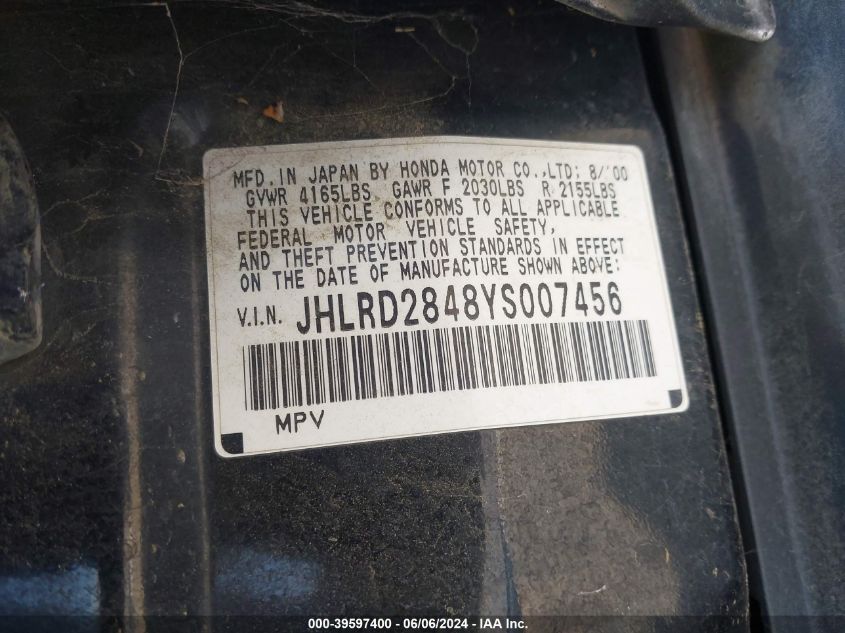 MFD. IN JAPAN BY HONDA MOTOR CO.,LTD: 8/'00
GVWR 4165LBS GAWR F 2030LBS R 2155LBS
THIS VEHICLE CONFORMS TO ALL APPLICABLE
FEDERAL MOTOR VEHICLE SAFETY,
AND THEFT PREVENTION STANDARDS IN EFFECT
ON THE DATE OF MANUFACTURE SHOWN ABOVE:
V.I.N. JHLRD2848YS007456
MPV
000-39597400 - 06/06/2024 - IAA Inc.